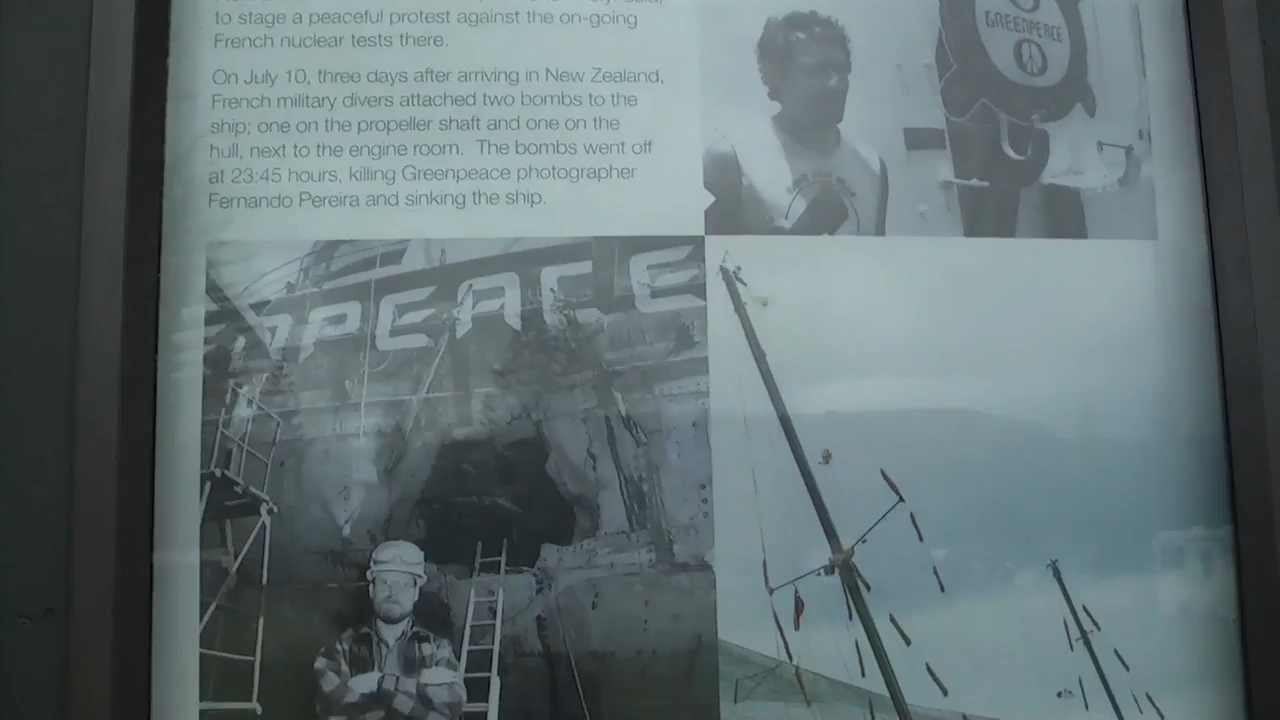 to stage a peaceful protest against the on-going
French nuclear tests there.
On July 10, three days after arriving in New Zealand,
French military divers attached two bombs to the
ship; one on the propeller shaft and one on the
hull, next to the engine room. The bombs went off
at 23:45 hours, killing Greenpeace photographer
Fernando Pereira and sinking the ship.
GREENPEACE
PEACE